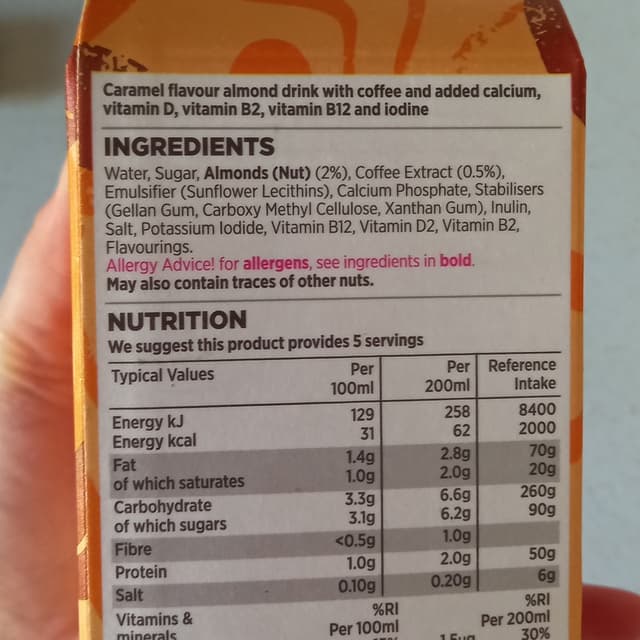 Caramel flavour almond drink with coffee and added calcium,
vitamin D, vitamin B2, vitamin B12 and iodine
INGREDIENTS
Water, Sugar, Almonds (Nut) (2%), Coffee Extract (0.5%),
Emulsifier (Sunflower Lecithins), Calcium Phosphate, Stabilisers
(Gellan Gum, Carboxy Methyl Cellulose, Xanthan Gum), Inulin,
Salt, Potassium Iodide, Vitamin B12, Vitamin D2, Vitamin B2,
Flavourings.
Allergy Advice! for allergens, see ingredients in bold.
May also contain traces of other nuts.
NUTRITION
We suggest this product provides 5 servings
Typical Values Per 100ml Per 200ml Reference Intake
Energy kJ 129 258 8400
Energy kcal 31 62 2000
Fat 1.4g 2.8g 70g
of which saturates 1.0g 2.0g 20g
Carbohydrate 3.3g 6.6g 260g
of which sugars 3.1g 6.2g 90g
Fibre <0.5g 1.0g
Protein 1.0g 2.0g 50g
Salt 0.10g 0.20g 6g
Vitamins & %RI %RI
minerals Per 100ml Per 200ml
30%